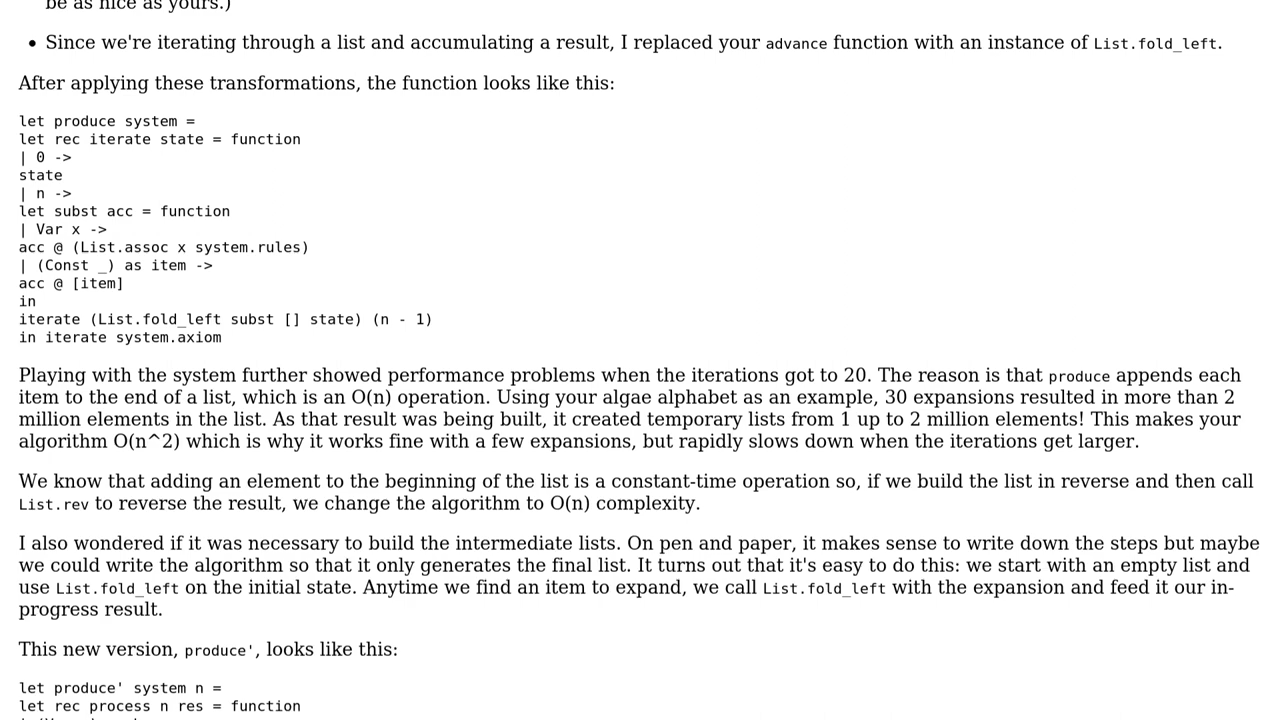 be as nice as yours.)
• Since we're iterating through a list and accumulating a result, I replaced your advance function with an instance of List.fold_left.
After applying these transformations, the function looks like this:
let produce system =
let rec iterate state = function
| 0 ->
state
| n ->
let subst acc = function
| Var x ->
acc @ (List.assoc x system.rules)
| (Const _) as item ->
acc @ [item]
in
iterate (List.fold_left subst [] state) (n - 1)
in iterate system.axiom
Playing with the system further showed performance problems when the iterations got to 20. The reason is that produce appends each
item to the end of a list, which is an O(n) operation. Using your algae alphabet as an example, 30 expansions resulted in more than 2
million elements in the list. As that result was being built, it created temporary lists from 1 up to 2 million elements! This makes your
algorithm O(n^2) which is why it works fine with a few expansions, but rapidly slows down when the iterations get larger.
We know that adding an element to the beginning of the list is a constant-time operation so, if we build the list in reverse and then call
List.rev to reverse the result, we change the algorithm to O(n) complexity.
I also wondered if it was necessary to build the intermediate lists. On pen and paper, it makes sense to write down the steps but maybe
we could write the algorithm so that it only generates the final list. It turns out that it's easy to do this: we start with an empty list and
use List.fold_left on the initial state. Anytime we find an item to expand, we call List.fold_left with the expansion and feed it our in-
progress result.
This new version, produce', looks like this:
let produce' system n =
let rec process n res = function